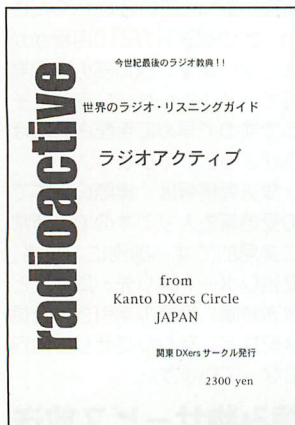 radioactive
今世紀最後のラジオ教典!!
世界のラジオ・リスニングガイド
ラジオアクティブ
from
Kanto DXers Circle
JAPAN
関東DXersサークル発行
2300 yen